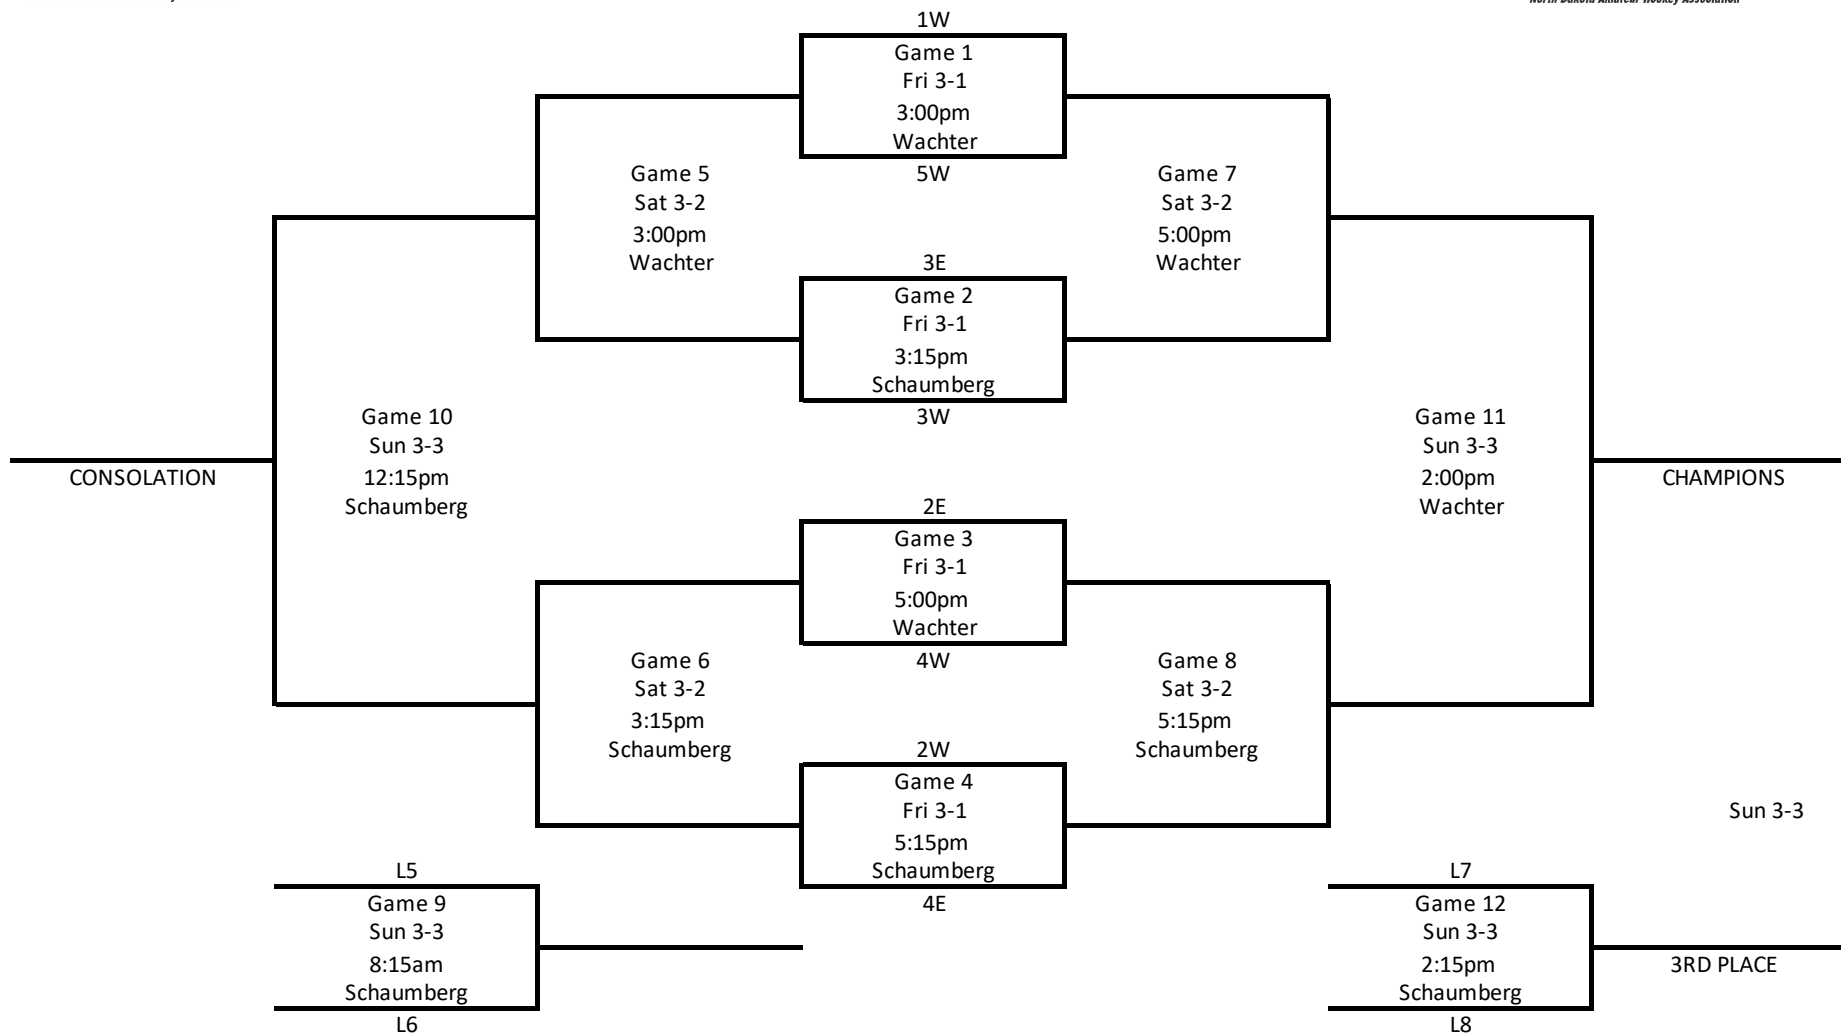 North Dakota Amateur Hockey Association
1W
Game 1
Fri 3-1
3:00pm
Wachter
5W
Game 5
Sat 3-2
3:00pm
Wachter
Game 7
Sat 3-2
5:00pm
Wachter
3E
Game 2
Fri 3-1
3:15pm
Schaumberg
3W
Game 10
Sun 3-3
12:15pm
Schaumberg
CONSOLATION
Game 11
Sun 3-3
2:00pm
Wachter
CHAMPIONS
2E
Game 3
Fri 3-1
5:00pm
Wachter
4W
Game 6
Sat 3-2
3:15pm
Schaumberg
Game 8
Sat 3-2
5:15pm
Schaumberg
2W
Game 4
Fri 3-1
5:15pm
Schaumberg
4E
Sun 3-3
L5
Game 9
Sun 3-3
8:15am
Schaumberg
L6
L7
Game 12
Sun 3-3
2:15pm
Schaumberg
L8
3RD PLACE